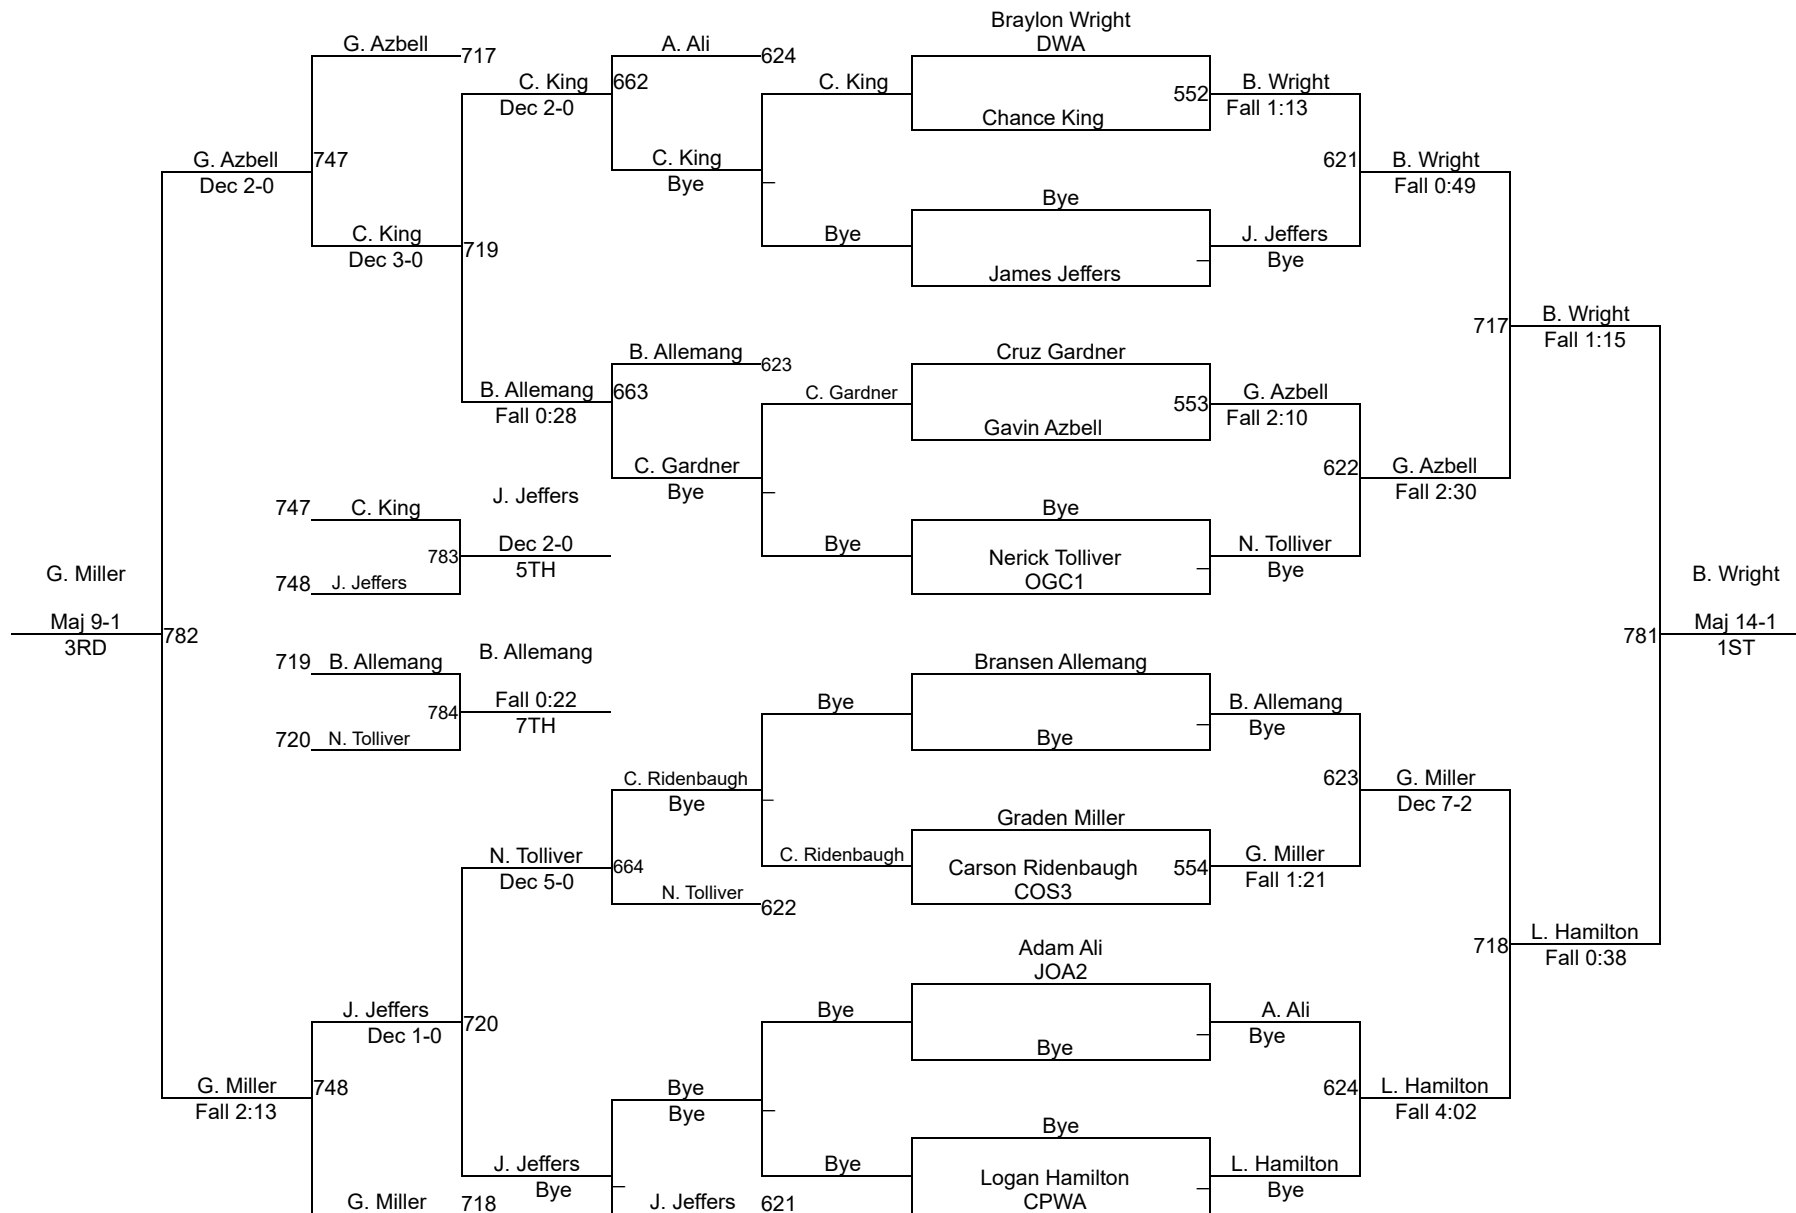 Braylon Wright
G. Azbell
A. Ali
DWA
717
624
C. King
662
C. King
B. Wright
Dec 2-0
552
Fall 1:13
Chance King
G. Azbell
747
C. King
621
B. Wright
Dec 2-0
Bye
Fall 0:49
Bye
C. King
719
Bye
J. Jeffers
Dec 3-0
Bye
James Jeffers
717
B. Wright
Fall 1:15
B. Allemang
623
Cruz Gardner
B. Allemang
663
C. Gardner
553
G. Azbell
Fall 0:28
Fall 2:10
Gavin Azbell
C. Gardner
622
G. Azbell
Bye
Fall 2:30
747
C. King
J. Jeffers
Bye
783
Dec 2-0
Bye
N. Tolliver
5TH
Nerick Tolliver
Bye
G. Miller
748
J. Jeffers
OGC1
B. Wright
Maj 9-1
782
781
Maj 14-1
3RD
1ST
719
B. Allemang
B. Allemang
Bransen Allemang
784
Fall 0:22
Bye
B. Allemang
7TH
Bye
720
N. Tolliver
Bye
C. Ridenbaugh
623
G. Miller
Bye
Dec 7-2
Graden Miller
N. Tolliver
664
C. Ridenbaugh
Carson Ridenbaugh
554
G. Miller
Dec 5-0
Fall 1:21
N. Tolliver
622
COS3
Adam Ali
718
L. Hamilton
JOA2
Fall 0:38
J. Jeffers
720
Bye
A. Ali
Dec 1-0
Bye
Bye
G. Miller
748
Bye
624
L. Hamilton
Fall 2:13
Bye
Fall 4:02
Bye
J. Jeffers
Bye
Logan Hamilton
L. Hamilton
Bye
Bye
G. Miller
718
J. Jeffers
621
CPWA